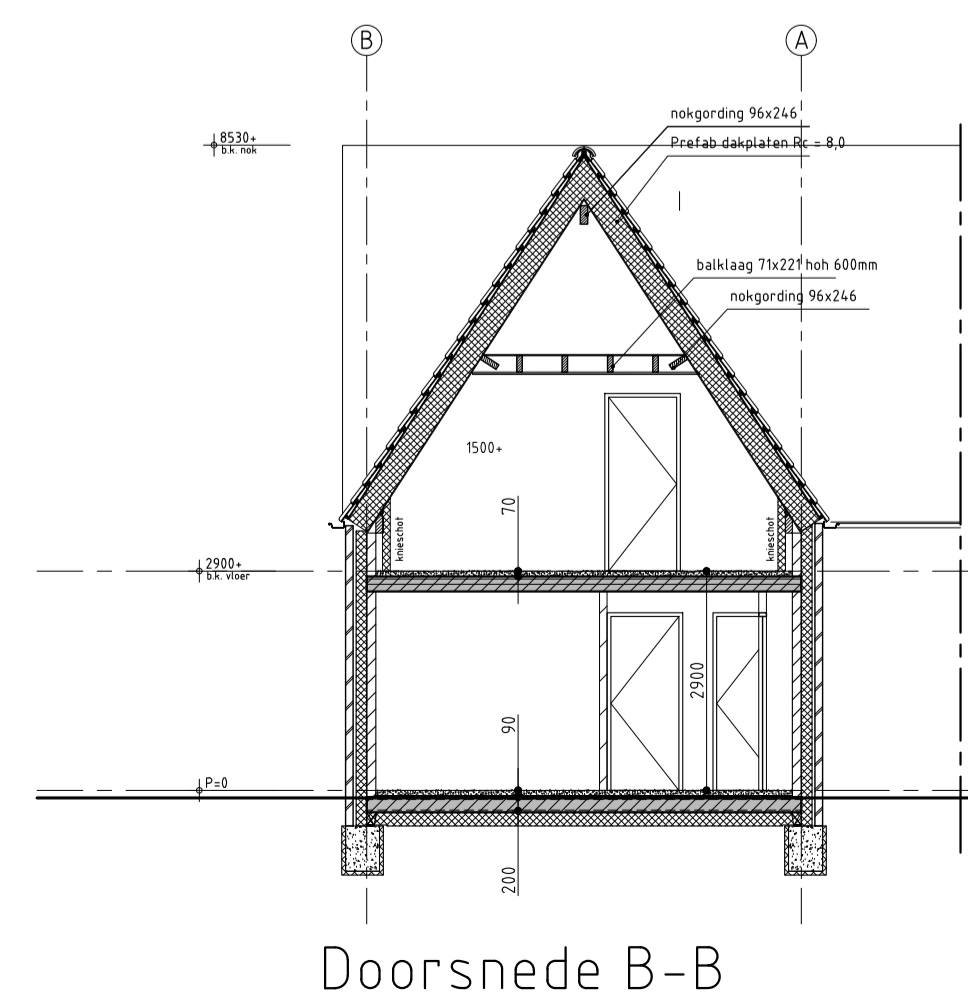 B
A
nokgording 96x246
8530+
b.k. nok
Prefab dakplaten Rc = 8,0
balklaag 71x221 hoh 600mm
nokgording 96x246
1500+
70
knieschot
knieschot
2900+
b.k. vloer
2900
90
P=0
200
Doorsnede B-B